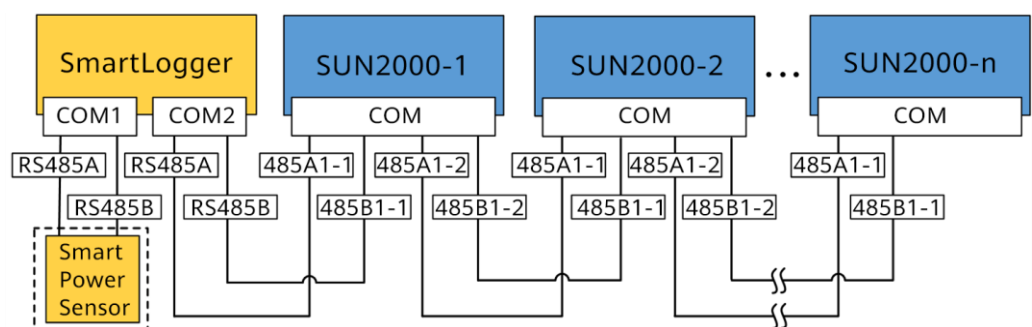 SmartLogger
SUN2000-1
SUN2000-2
...
SUN2000-n
COM1
COM2
COM
COM
COM
RS485A
RS485A
485A1-1
485A1-2
485A1-1
485A1-2
485A1-1
RS485B
RS485B
485B1-1
485B1-2
485B1-1
485B1-2
485B1-1
Smart
Power
Sensor